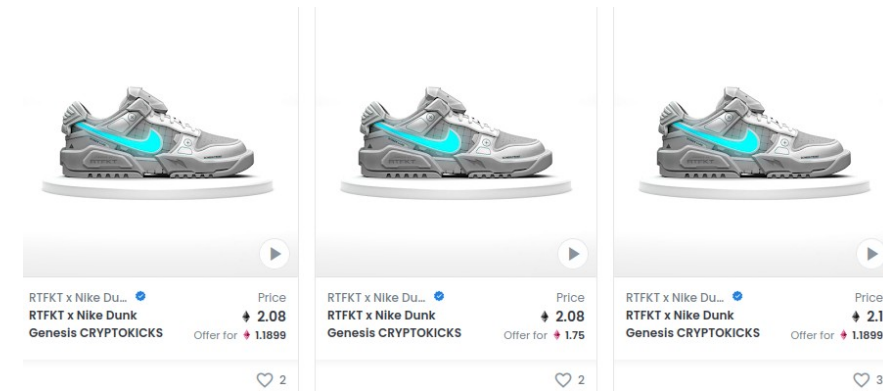 RTFKT x Nike Du...
Price
RTFKT x Nike Dunk
Genesis CRYPTOKICKS
2.08
Offer for 1.1899
2
RTFKT x Nike Du...
Price
RTFKT x Nike Dunk
Genesis CRYPTOKICKS
2.08
Offer for 1.75
2
RTFKT x Nike Du...
Price
RTFKT x Nike Dunk
Genesis CRYPTOKICKS
2.1
Offer for 1.1899
3